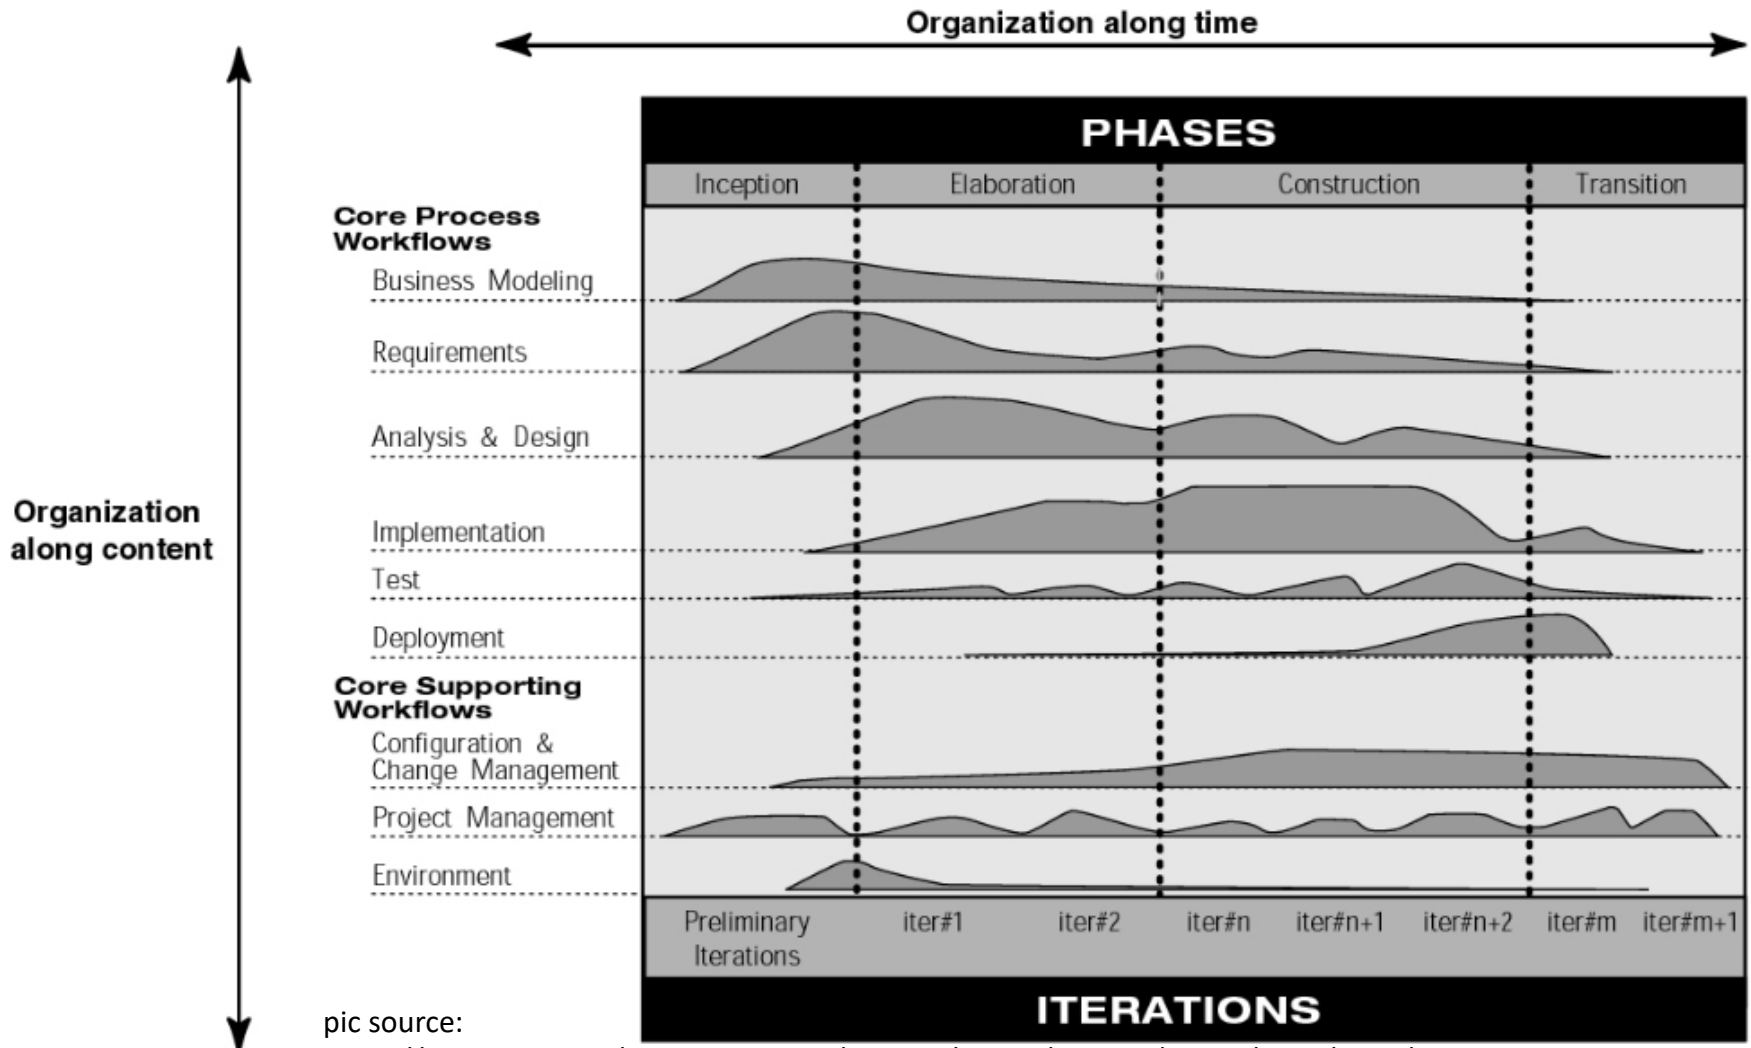 Organization along time
PHASES
Inception Elaboration Construction Transition
Core Process
Workflows
Business Modeling
Requirements
Analysis & Design
Organization
along content
Implementation
Test
Deployment
Core Supporting
Workflows
Configuration &
Change Management
Project Management
Environment
Preliminary
Iterations
iter#1 iter#2 iter#n iter#n+1 iter#n+2 iter#m iter#m+1
ITERATIONS
pic source: